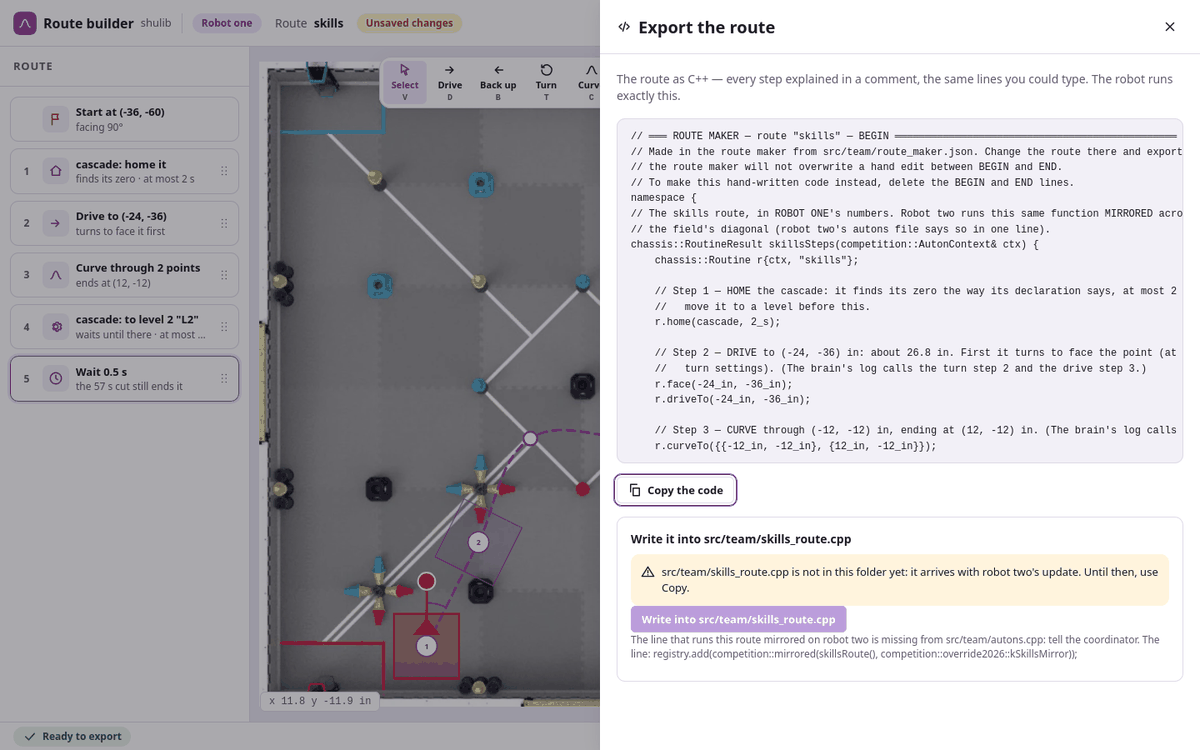 Route builder shulib Robot one Route skills Unsaved changes
ROUTE
Start at (-36, -60)
facing 90°
1 cascade: home it
finds its zero · at most 2 s
2 Drive to (-24, -36)
turns to face it first
3 Curve through 2 points
ends at (12, -12)
4 cascade: to level 2 "L2"
waits until there · at most ...
5 Wait 0.5 s
the 57 s cut still ends it
Select Drive Back up Turn Curv
V D B T C
2
1
x 11.8 y -11.9 in
Ready to export
Export the route
The route as C++ — every step explained in a comment, the same lines you could type. The robot runs
exactly this.
// ═══ ROUTE MAKER — route "skills" — BEGIN ═══════════════════════════════════════════════
// Made in the route maker from src/team/route_maker.json. Change the route there and export
// the route maker will not overwrite a hand edit between BEGIN and END.
// To make this hand-written code instead, delete the BEGIN and END lines.
namespace {
// The skills route, in ROBOT ONE's numbers. Robot two runs this same function MIRRORED acro
// the field's diagonal (robot two's autons file says so in one line).
chassis::RoutineResult skillsSteps(competition::AutonContext& ctx) {
chassis::Routine r{ctx, "skills"};
// Step 1 — HOME the cascade: it finds its zero the way its declaration says, at most 2
// move it to a level before this.
r.home(cascade, 2_s);
// Step 2 — DRIVE to (-24, -36) in: about 26.8 in. First it turns to face the point (at
// turn settings). (The brain's log calls the turn step 2 and the drive step 3.)
r.face(-24_in, -36_in);
r.driveTo(-24_in, -36_in);
// Step 3 — CURVE through (-12, -12) in, ending at (12, -12) in. (The brain's log calls
r.curveTo({{-12_in, -12_in}, {12_in, -12_in}});
Copy the code
Write it into src/team/skills_route.cpp
src/team/skills_route.cpp is not in this folder yet: it arrives with robot two's update. Until then, use
Copy.
Write into src/team/skills_route.cpp
The line that runs this route mirrored on robot two is missing from src/team/autons.cpp: tell the coordinator. The
line: registry.add(competition::mirrored(skillsRoute(), competition::override2026::kSkillsMirror));